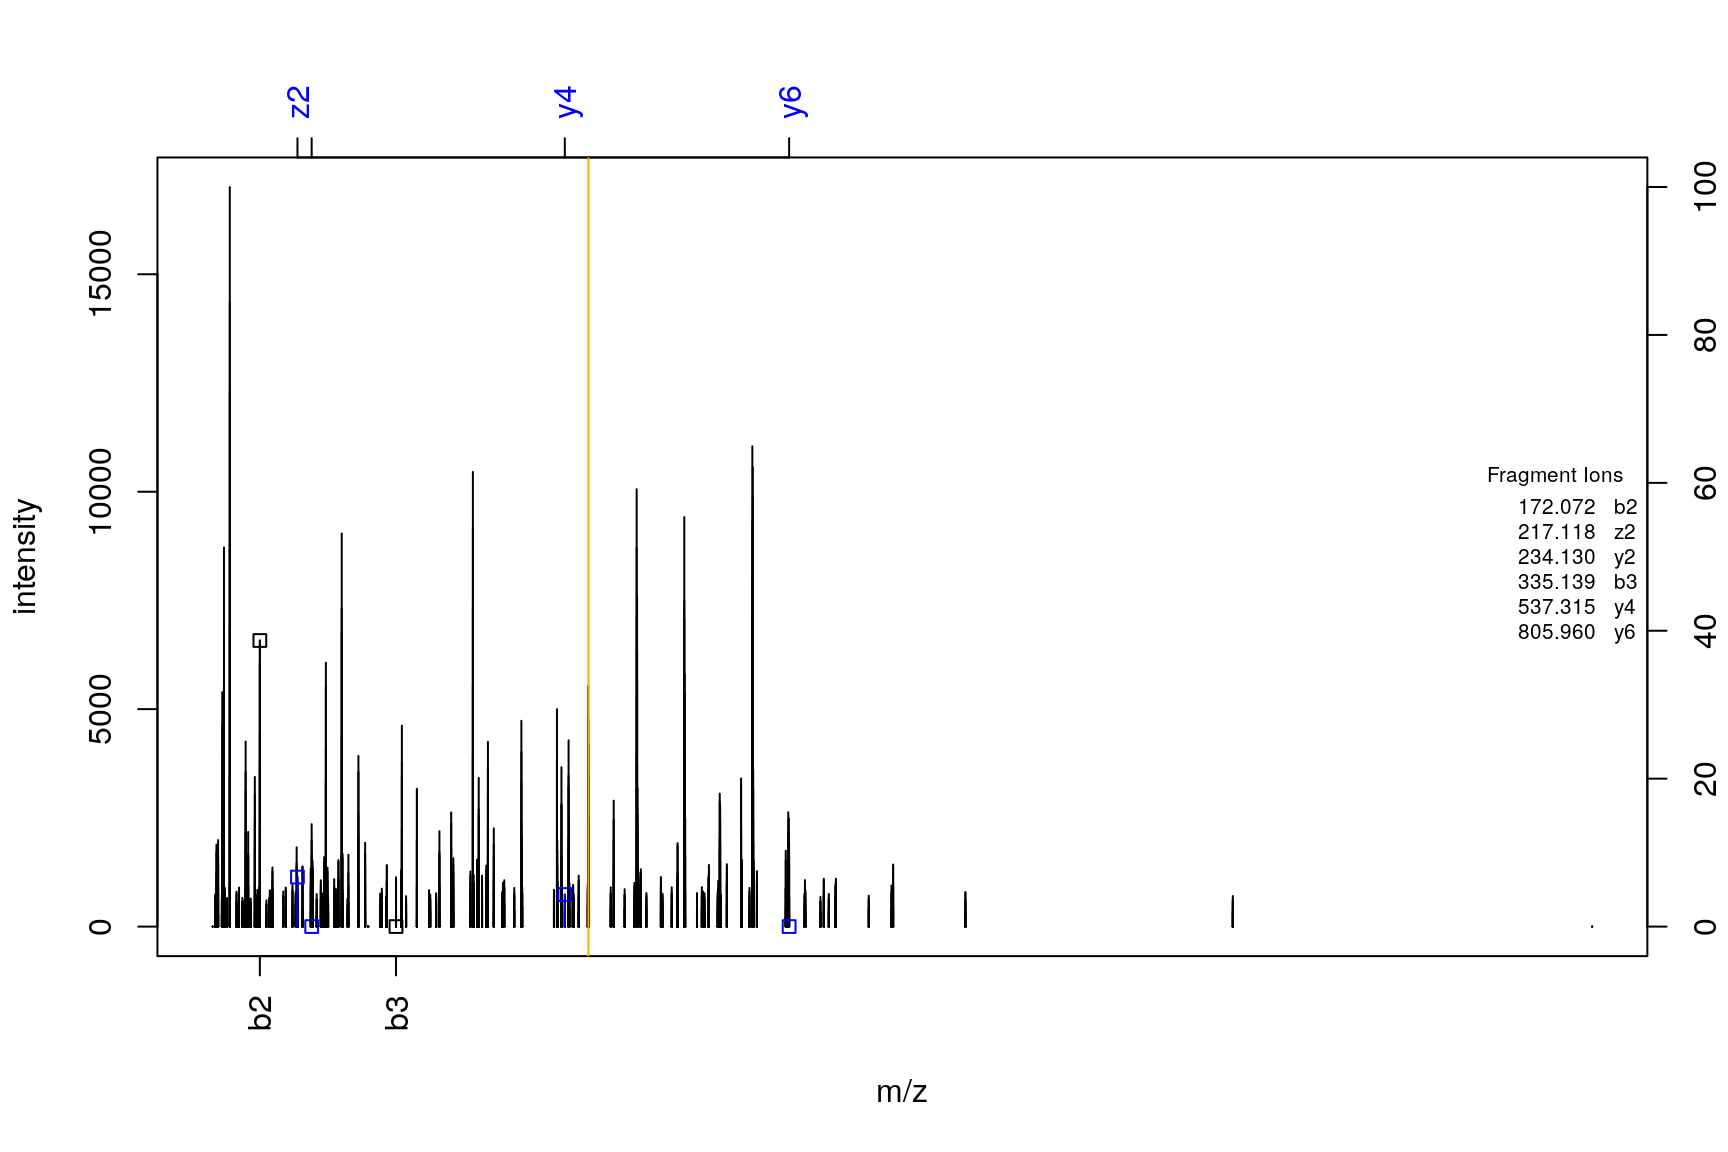 z2 y4 y6
intensity
15000
10000
5000
0
100
80
60
40
20
0
Fragment Ions
172.072 b2
217.118 z2
234.130 y2
335.139 b3
537.315 y4
805.960 y6
b2 b3
m/z